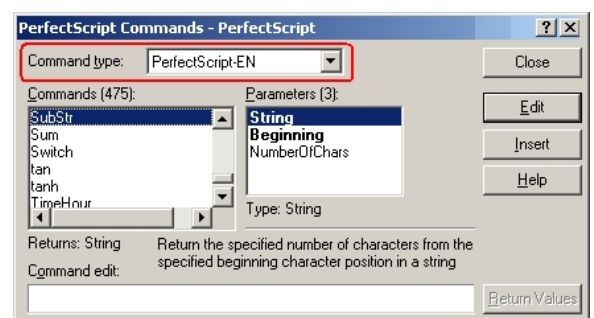 PerfectScript Commands - PerfectScript
Command type: PerfectScript-EN
Close
Commands (475):
SubStr
Sum
Switch
tan
tanh
TimeHour
Parameters (3):
String
Beginning
NumberOfChars
Type: String
Edit
Insert
Help
Returns: String
Return the specified number of characters from the
specified beginning character position in a string
Command edit:
Return Values